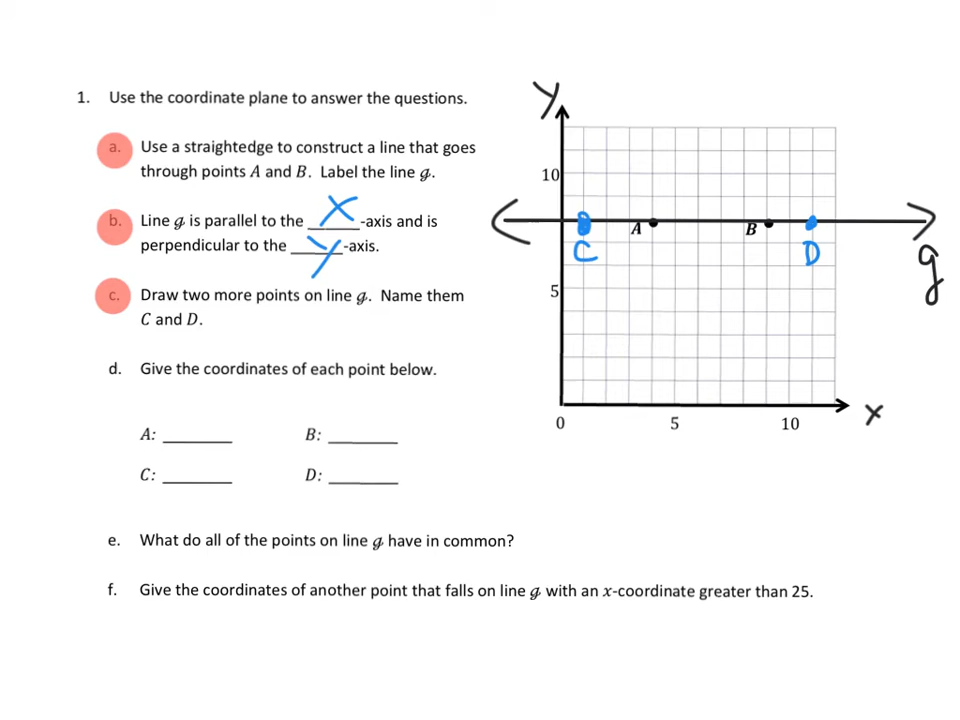 1. Use the coordinate plane to answer the questions.
a. Use a straightedge to construct a line that goes
through points A and B. Label the line g.
b. Line g is parallel to the x -axis and is
perpendicular to the y -axis.
c. Draw two more points on line g. Name them
C and D.
d. Give the coordinates of each point below.
A: ______ B: ______
C: ______ D: ______
e. What do all of the points on line g have in common?
f. Give the coordinates of another point that falls on line g with an x-coordinate greater than 25.
y
10
A B
C D
g
5
x
0 5 10